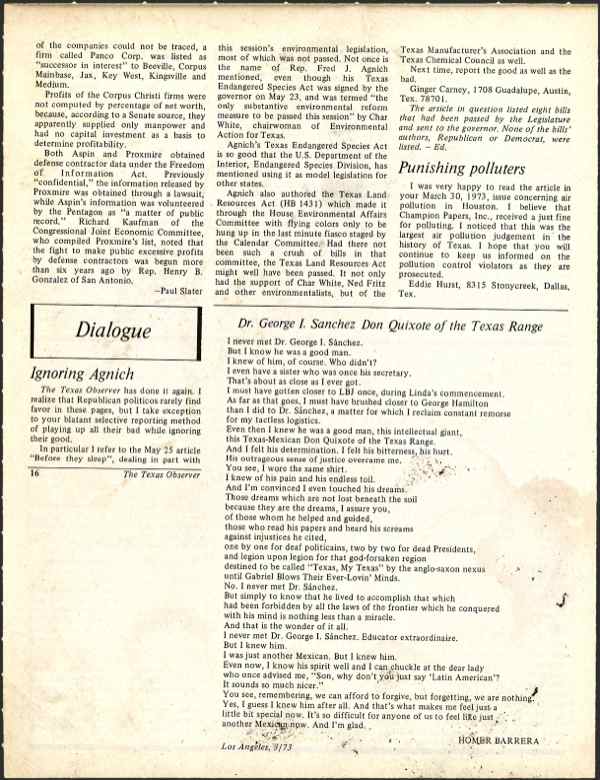 of the companies could not be traced, a
firm called Panco Corp. was listed as
"successor in interest" to Beeville, Corpus
Mainbase, Jax, Key West, Kingsville and
Medium.
Profits of the Corpus Christi firms were
not computed by percentage of net worth,
because, according to a Senate source, they
apparently supplied only manpower and
had no capital investment as a basis to
determine profitability.
Both Aspin and Proxmire obtained
defense contractor data under the Freedom
of Information Act. Previously
"confidential," the information released by
Proxmire was obtained through a lawsuit,
while Aspin's information was volunteered
by the Pentagon as "a matter of public
record." Richard Kaufman of the
Congressional Joint Economic Committee,
who compiled Proxmire's list, noted that
the fight to make public excessive profits
by defense contractors was begun more
than six years ago by Rep. Henry B.
Gonzalez of San Antonio.
—Paul Slater
Dialogue
Ignoring Agnich
The Texas Observer has done it again. I
realize that Republican politicos rarely find
favor in these pages, but I take exception
to your blatant selective reporting method
of playing up all their bad while ignoring
their good.
In particular I refer to the May 25 article
"Before they sleep", dealing in part with
16 The Texas Observer
this session's environmental legislation,
most of which was not passed. Not once is
the name of Rep. Fred J. Agnich
mentioned, even though his Texas
Endangered Species Act was signed by the
governor on May 23, and was termed "the
only substantive environmental reform
measure to be passed this session" by Char
White, chairwoman of Environmental
Action for Texas.
Agnich's Texas Endangered Species Act
is so good that the U.S. Department of the
Interior, Endangered Species Division, has
mentioned using it as model legislation for
other states.
Agnich also authored the Texas Land
Resources Act (HB 1431) which made it
through the House Environmental Affairs
Committee with flying colors only to be
hung up in the last minute fiasco staged by
the Calendar Committee. Had there not
been such a crush of bills in that
committee, the Texas Land Resources Act
might well have been passed. It not only
had the support of Char White, Ned Fritz
and other environmentalists, but of the
Texas Manufacturer's Association and the
Texas Chemical Council as well.
Next time, report the good as well as the
bad.
Ginger Carney, 1708 Guadalupe, Austin,
Tex. 78701.
The article in question listed eight bills
that had been passed by the Legislature
and sent to the governor. None of the bills'
authors, Republican or Democrat, were
listed. – Ed.
Punishing polluters
I was very happy to read the article in
your March 30, 1973, issue concerning air
pollution in Houston. I believe that
Champion Papers, Inc., received a just fine
for polluting. I noticed that this was the
largest air pollution judgement in the
history of Texas. I hope that you will
continue to keep us informed on the
pollution control violators as they are
prosecuted.
Eddie Hurst, 8315 Stonycreek, Dallas,
Tex.
Dr. George I. Sanchez Don Quixote of the Texas Range
I never met Dr. George I. Sánchez.
But I know he was a good man.
I knew of him, of course. Who didn't?
I even have a sister who was once his secretary.
That's about as close as I ever got.
I must have gotten closer to LBJ once, during Linda's commencement.
As far as that goes, I must have brushed closer to George Hamilton
than I did to Dr. Sánchez, a matter for which I reclaim constant remorse
for my tactless logistics.
Even then I knew he was a good man, this intellectual giant,
this Texas-Mexican Don Quixote of the Texas Range.
And I felt his determination. I felt his bitterness, his hurt.
His outrageous sense of justice overcame me.
You see, I wore the same shirt.
I knew of his pain and his endless toil.
And I'm convinced I even touched his dreams.
Those dreams which are not lost beneath the soil
because they are the dreams, I assure you,
of those whom he helped and guided,
those who read his papers and heard his screams
against injustices he cited,
one by one for deaf politicains, two by two for dead Presidents,
and legion upon legion for that god-forsaken region
destined to be called "Texas, My Texas" by the anglo-saxon nexus
until Gabriel Blows Their Ever-Lovin' Minds.
No. I never met Dr. Sánchez.
But simply to know that he lived to accomplish that which
had been forbidden by all the laws of the frontier which he conquered
with his mind is nothing less than a miracle.
And that is the wonder of it all.
I never met Dr. George I. Sánchez. Educator extraordinaire.
But I knew him.
I was just another Mexican. But I knew him.
Even now, I know his spirit well and I can chuckle at the dear lady
who once advised me, "Son, why don't you just say 'Latin American'?
It sounds so much nicer."
You see, remembering, we can afford to forgive, but forgetting, we are nothing.
Yes, I guess I knew him after all. And that's what makes me feel just a
little bit special now. It's so difficult for anyone of us to feel like just
another Mexican now. And I'm glad.
HOMER BARRERA
Los Angeles, 3/73